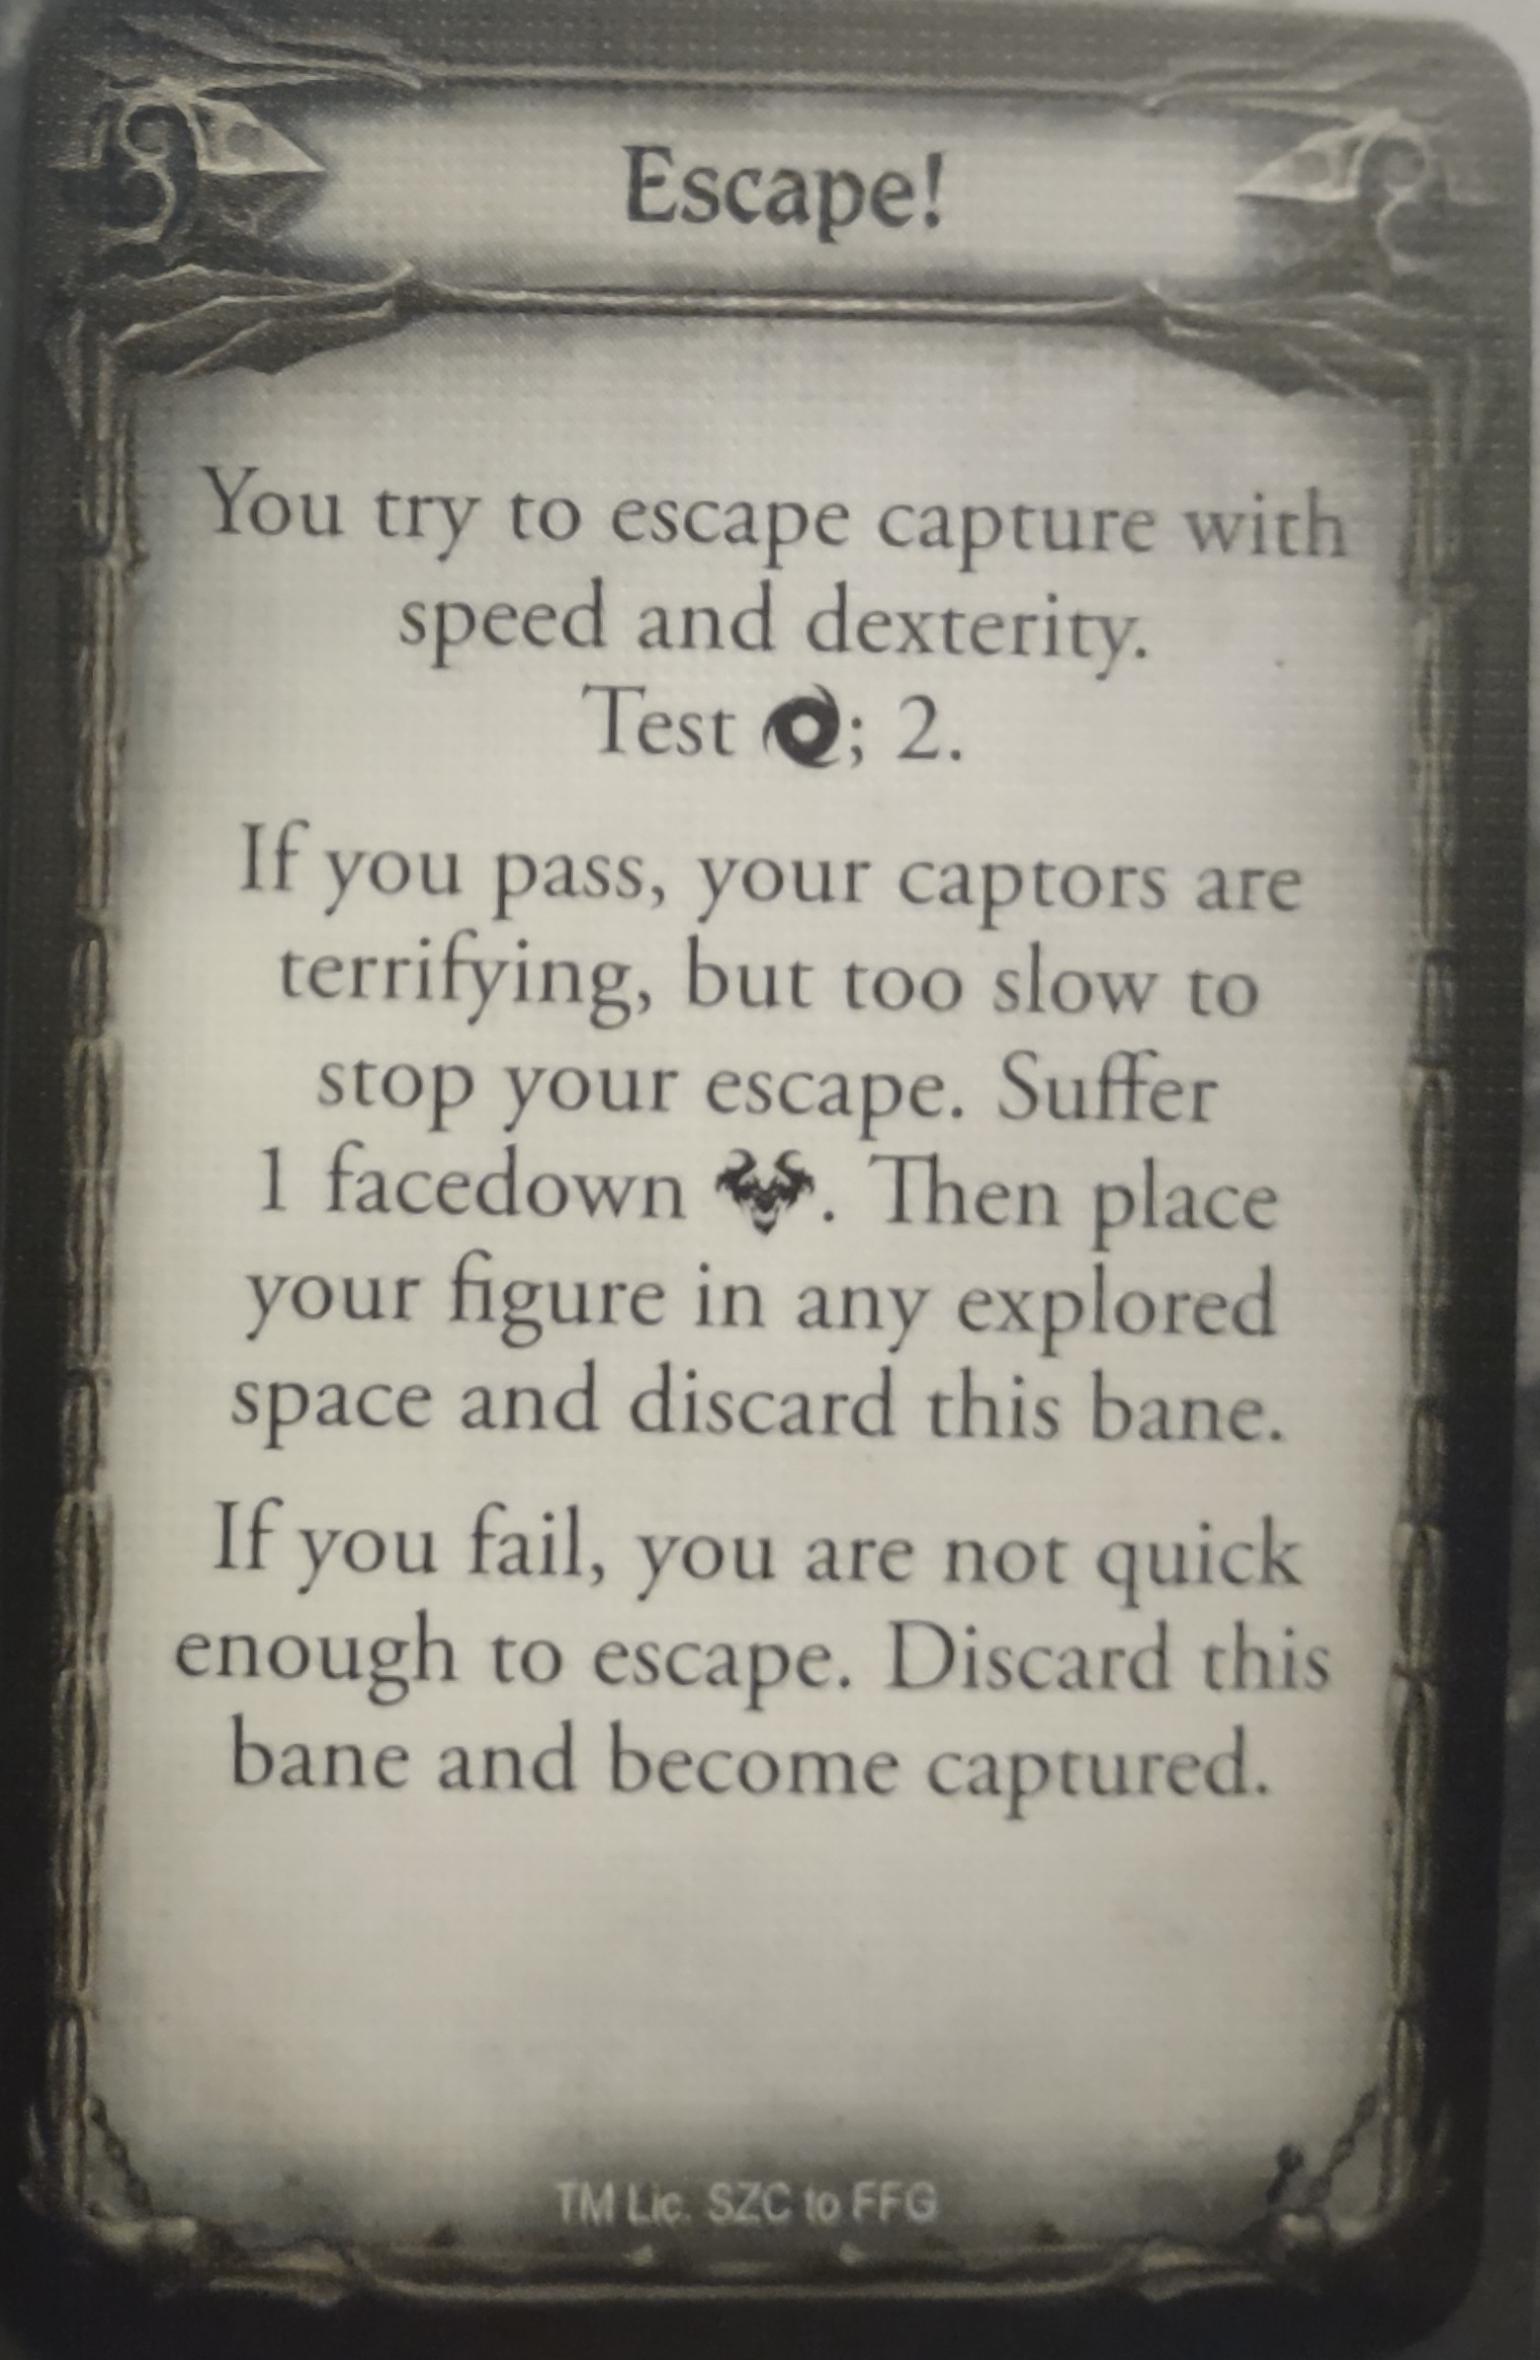 Escape!
You try to escape capture with
speed and dexterity.
Test ; 2.
If you pass, your captors are
terrifying, but too slow to
stop your escape. Suffer
1 facedown . Then place
your figure in any explored
space and discard this bane.
If you fail, you are not quick
enough to escape. Discard this
bane and become captured.
TM Lic. SZC to FFG